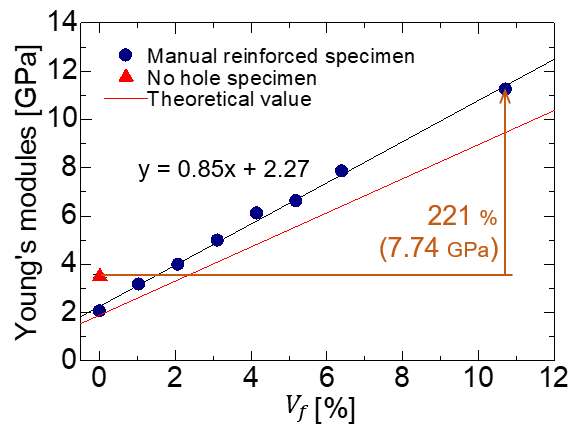 Young's modules [GPa]
14
12
10
8
6
4
2
0
Manual reinforced specimen
No hole specimen
Theoretical value
y = 0.85x + 2.27
221 %
(7.74 GPa)
0 2 4 6 8 10 12
V_f [%]